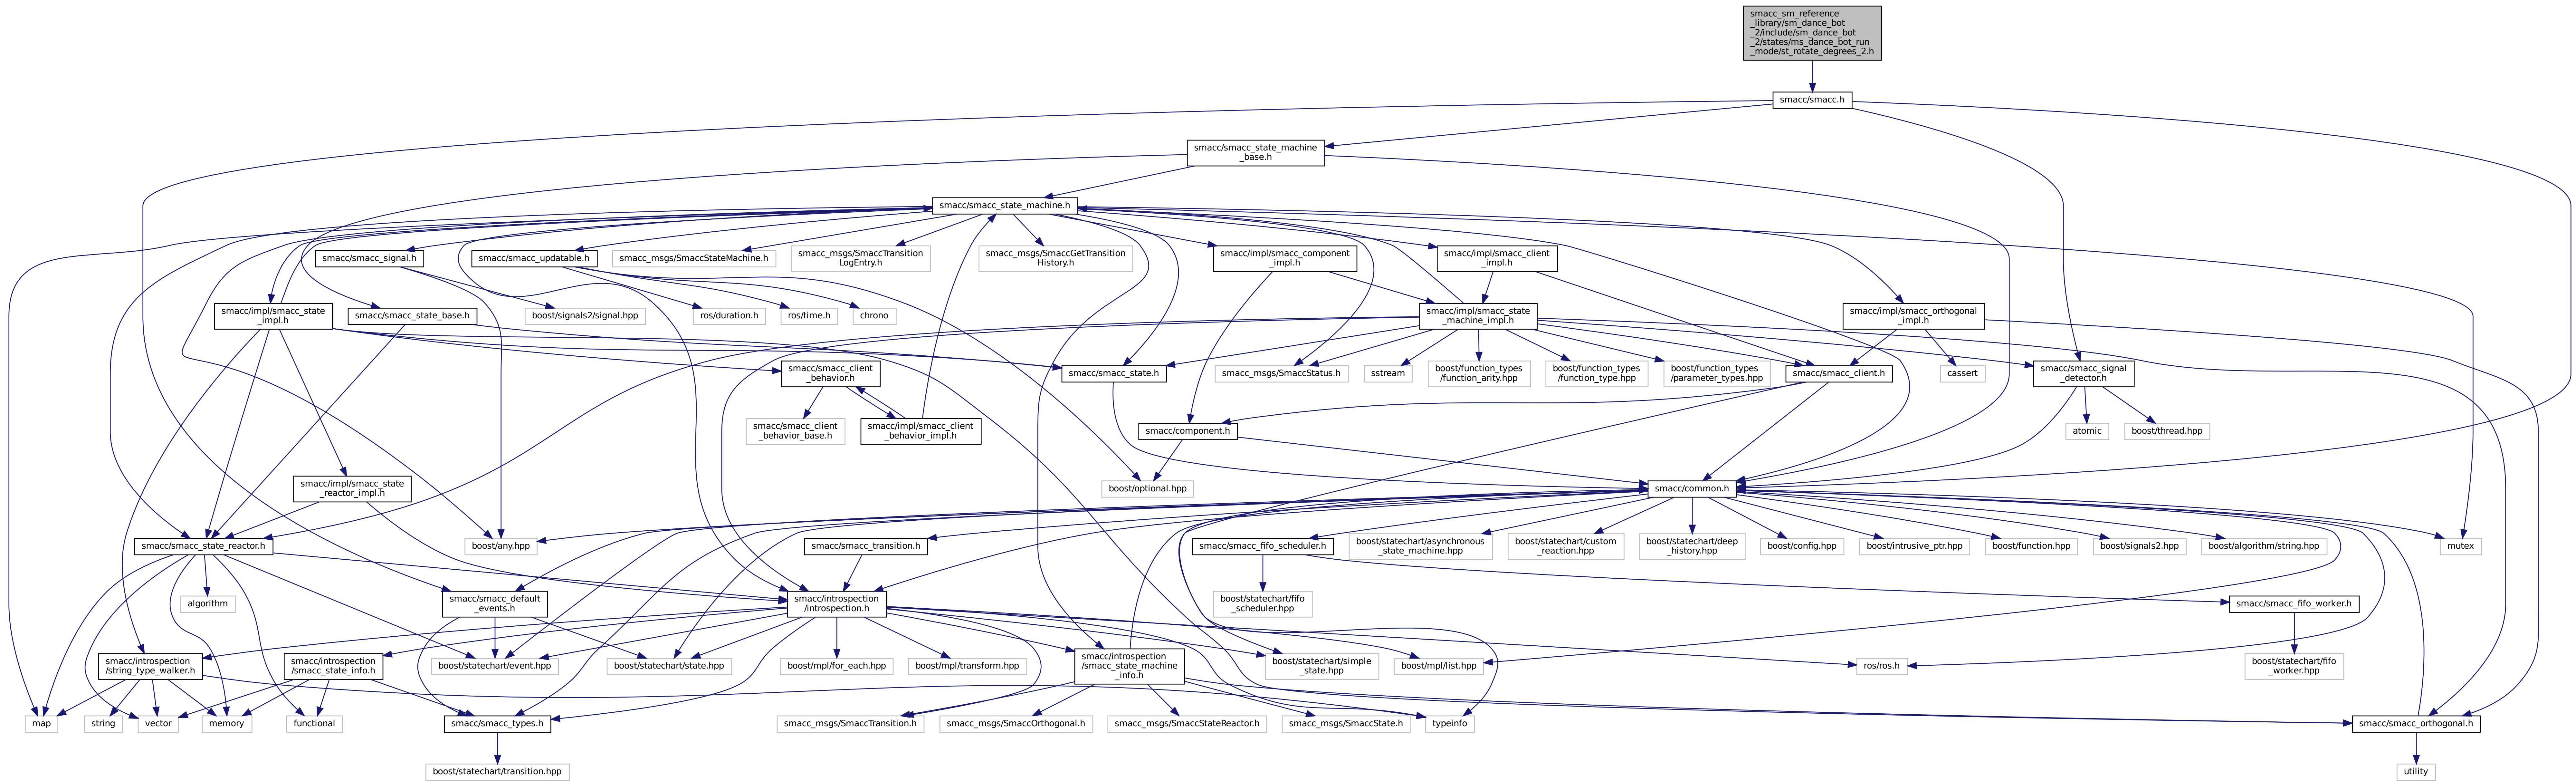 smacc_sm_reference
_library/sm_dance_bot
_2/include/sm_dance_bot
_2/states/ms_dance_bot_run
_mode/st_rotate_degrees_2.h
smacc/smacc.h
smacc/smacc_state_machine
_base.h
smacc/smacc_state_machine.h
smacc/smacc_signal.h
smacc/smacc_updatable.h
smacc_msgs/SmaccStateMachine.h
smacc_msgs/SmaccTransition
LogEntry.h
smacc_msgs/SmaccGetTransition
History.h
smacc/impl/smacc_component
_impl.h
smacc/impl/smacc_client
_impl.h
smacc/impl/smacc_state
_impl.h
smacc/smacc_state_base.h
boost/signals2/signal.hpp
ros/duration.h
ros/time.h
chrono
smacc/impl/smacc_state
_machine_impl.h
smacc/impl/smacc_orthogonal
_impl.h
smacc/smacc_client
_behavior.h
smacc/smacc_state.h
smacc_msgs/SmaccStatus.h
sstream
boost/function_types
/function_arity.hpp
boost/function_types
/function_type.hpp
boost/function_types
/parameter_types.hpp
smacc/smacc_client.h
cassert
smacc/smacc_signal
_detector.h
smacc/smacc_client
_behavior_base.h
smacc/impl/smacc_client
_behavior_impl.h
smacc/component.h
atomic
boost/thread.hpp
smacc/impl/smacc_state
_reactor_impl.h
boost/optional.hpp
smacc/common.h
smacc/smacc_state_reactor.h
boost/any.hpp
smacc/smacc_transition.h
smacc/smacc_fifo_scheduler.h
boost/statechart/asynchronous
_state_machine.hpp
boost/statechart/custom
_reaction.hpp
boost/statechart/deep
_history.hpp
boost/config.hpp
boost/intrusive_ptr.hpp
boost/function.hpp
boost/signals2.hpp
boost/algorithm/string.hpp
mutex
algorithm
smacc/smacc_default
_events.h
smacc/introspection
/introspection.h
boost/statechart/fifo
_scheduler.hpp
smacc/smacc_fifo_worker.h
smacc/introspection
/string_type_walker.h
smacc/introspection
/smacc_state_info.h
boost/statechart/event.hpp
boost/statechart/state.hpp
boost/mpl/for_each.hpp
boost/mpl/transform.hpp
smacc/introspection
/smacc_state_machine
_info.h
boost/statechart/simple
_state.hpp
boost/mpl/list.hpp
ros/ros.h
boost/statechart/fifo
_worker.hpp
map
string
vector
memory
functional
smacc/smacc_types.h
smacc_msgs/SmaccTransition.h
smacc_msgs/SmaccOrthogonal.h
smacc_msgs/SmaccStateReactor.h
smacc_msgs/SmaccState.h
typeinfo
smacc/smacc_orthogonal.h
boost/statechart/transition.hpp
utility